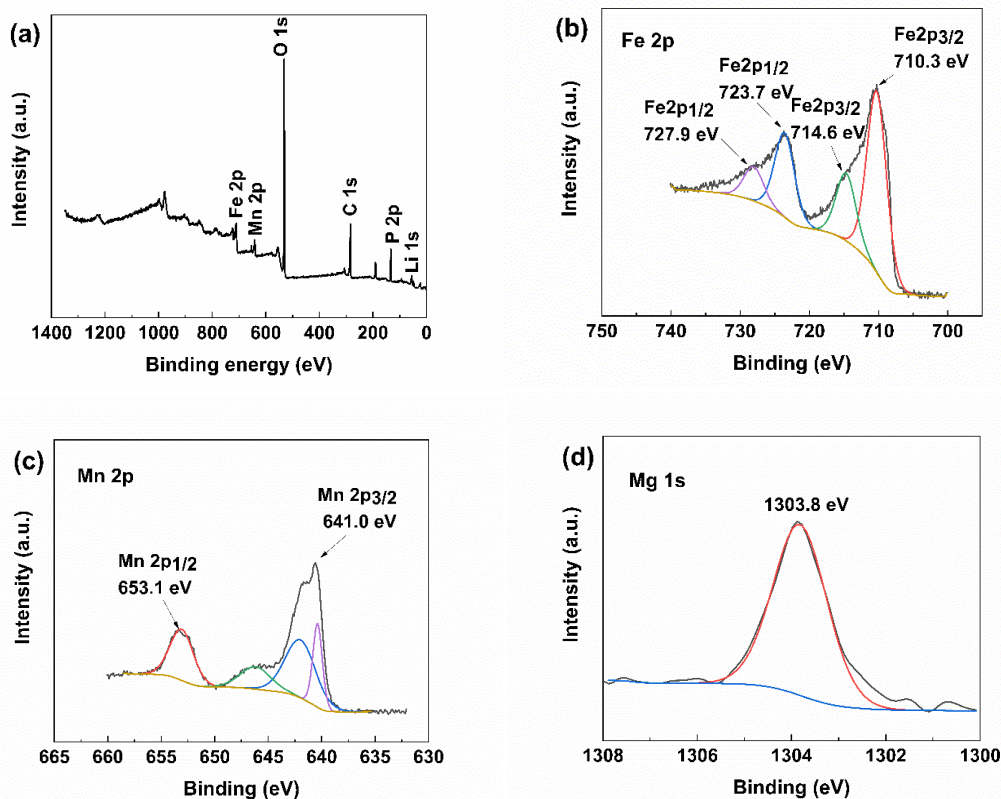 (a)
Intensity (a.u.)
Fe 2p
Mn 2p
O 1s
C 1s
P 2p
Li 1s
1400 1200 1000 800 600 400 200 0
Binding energy (eV)
(b)
Intensity (a.u.)
Fe 2p
Fe2p3/2
710.3 eV
Fe2p1/2
723.7 eV
Fe2p1/2
727.9 eV
Fe2p3/2
714.6 eV
750 740 730 720 710 700
Binding (eV)
(c)
Intensity (a.u.)
Mn 2p
Mn 2p3/2
641.0 eV
Mn 2p1/2
653.1 eV
665 660 655 650 645 640 635 630
Binding (eV)
(d)
Intensity (a.u.)
Mg 1s
1303.8 eV
1308 1306 1304 1302 1300
Binding (eV)